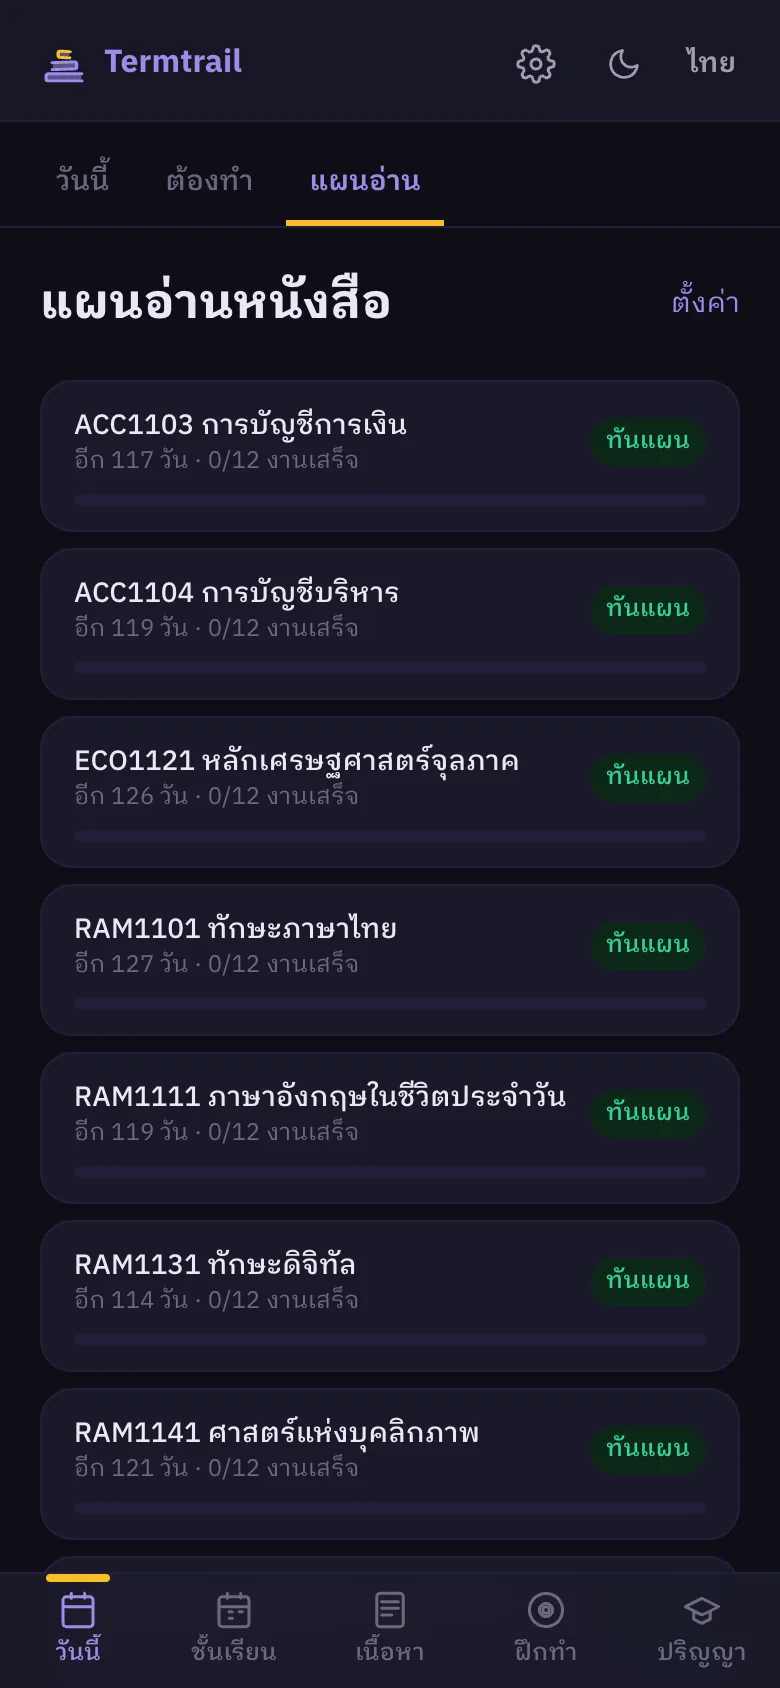 Termtrail
ไทย
วันนี้
ต้องทำ
แผนอ่าน
แผนอ่านหนังสือ
ตั้งค่า
ACC1103 การบัญชีการเงิน
อีก 117 วัน · 0/12 งานเสร็จ
ทันแผน
ACC1104 การบัญชีบริหาร
อีก 119 วัน · 0/12 งานเสร็จ
ทันแผน
ECO1121 หลักเศรษฐศาสตร์จุลภาค
อีก 126 วัน · 0/12 งานเสร็จ
ทันแผน
RAM1101 ทักษะภาษาไทย
อีก 127 วัน · 0/12 งานเสร็จ
ทันแผน
RAM1111 ภาษาอังกฤษในชีวิตประจำวัน
อีก 119 วัน · 0/12 งานเสร็จ
ทันแผน
RAM1131 ทักษะดิจิทัล
อีก 114 วัน · 0/12 งานเสร็จ
ทันแผน
RAM1141 ศาสตร์แห่งบุคลิกภาพ
อีก 121 วัน · 0/12 งานเสร็จ
ทันแผน
วันนี้
ชั้นเรียน
เนื้อหา
ฝึกทำ
ปริญญา